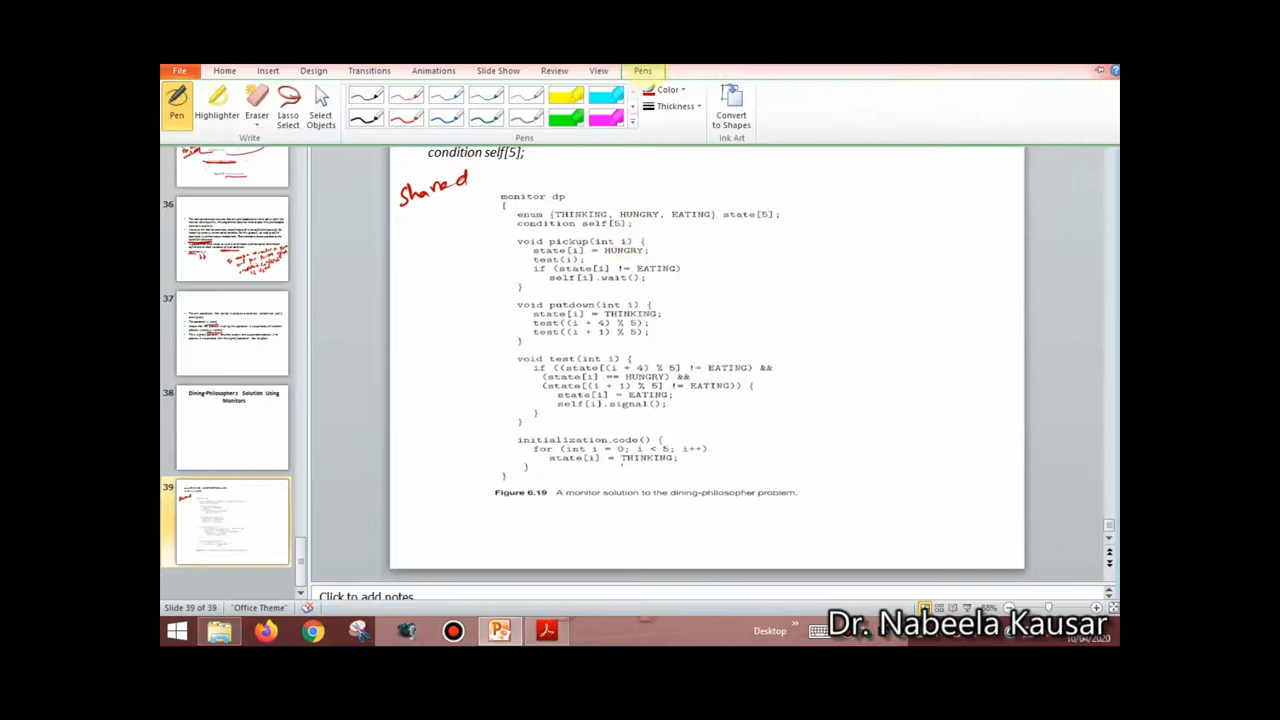 File Home Insert Design Transitions Animations Slide Show Review View Pens
Pen Highlighter Eraser Lasso Select Select Objects
Color
Thickness
Convert to Shapes
Write Pens Ink Art
condition self[5];
Shared
monitor dp
{
enum {THINKING, HUNGRY, EATING} state[5];
condition self[5];
void pickup(int i) {
state[i] = HUNGRY;
test(i);
if (state[i] != EATING)
self[i].wait();
}
void putdown(int i) {
state[i] = THINKING;
test((i + 4) % 5);
test((i + 1) % 5);
}
void test(int i) {
if ((state[(i + 4) % 5] != EATING) &&
(state[i] == HUNGRY) &&
(state[(i + 1) % 5] != EATING)) {
state[i] = EATING;
self[i].signal();
}
}
initialization_code() {
for (int i = 0; i < 5; i++)
state[i] = THINKING;
}
}
Figure 6.19 A monitor solution to the dining-philosopher problem.
36
37
38
Dining-Philosophers Solution Using
Monitors
39
Click to add notes
Slide 39 of 39 "Office Theme" 88%
Desktop
Dr. Nabeela Kausar
10/04/2020